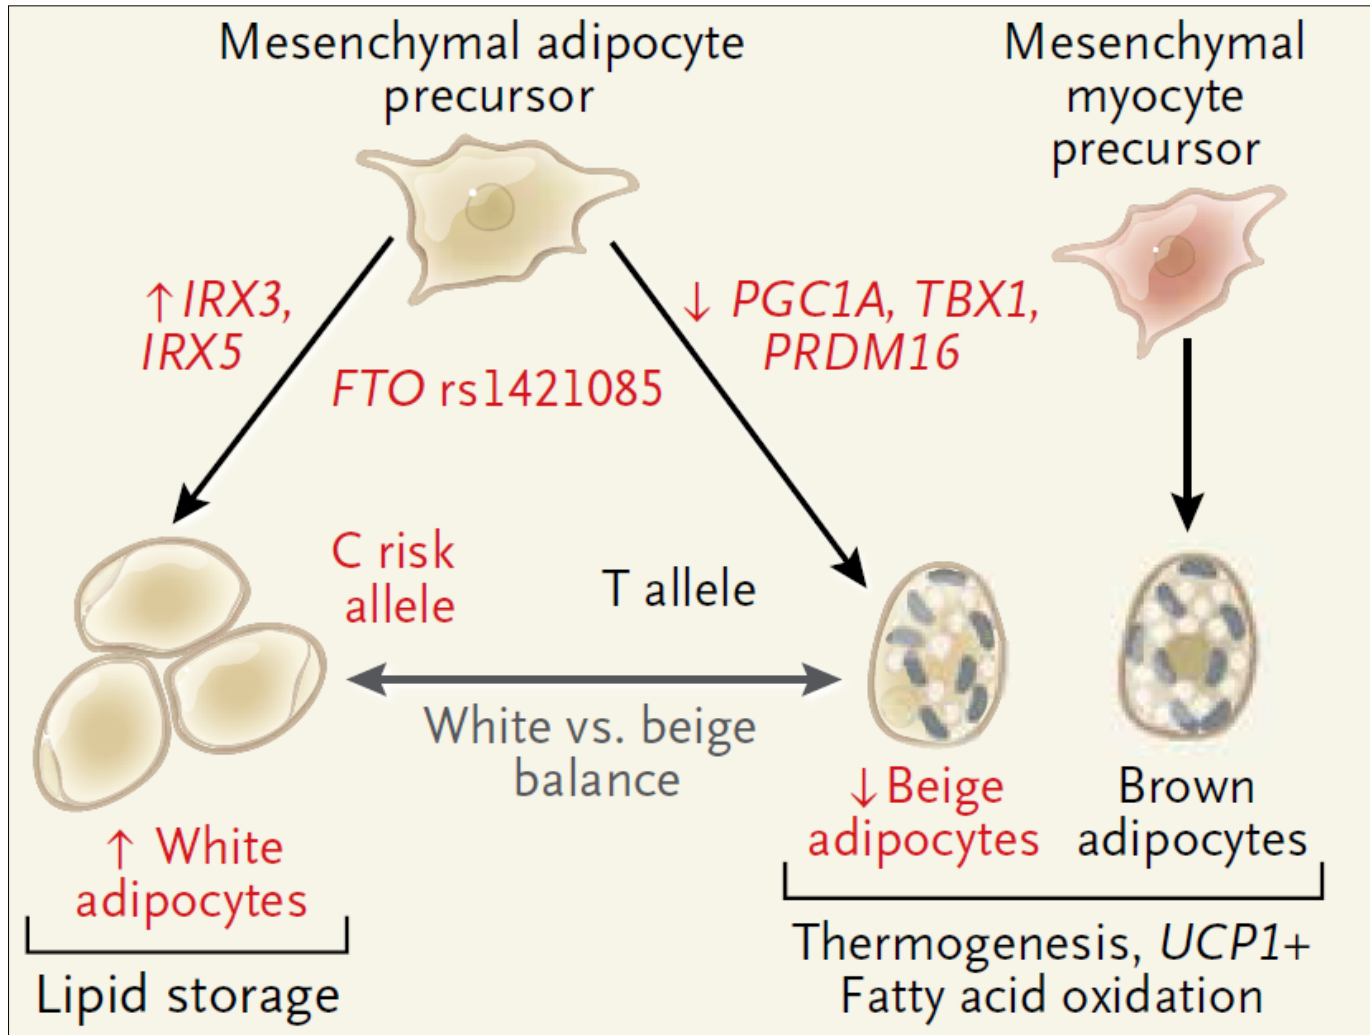 Mesenchymal adipocyte
precursor
Mesenchymal
myocyte
precursor
↑ IRX3,
IRX5
↓ PGC1A, TBX1,
PRDM16
FTO rs1421085
C risk
allele
T allele
White vs. beige
balance
↑ White
adipocytes
↓ Beige
adipocytes
Brown
adipocytes
Lipid storage
Thermogenesis, UCP1+
Fatty acid oxidation